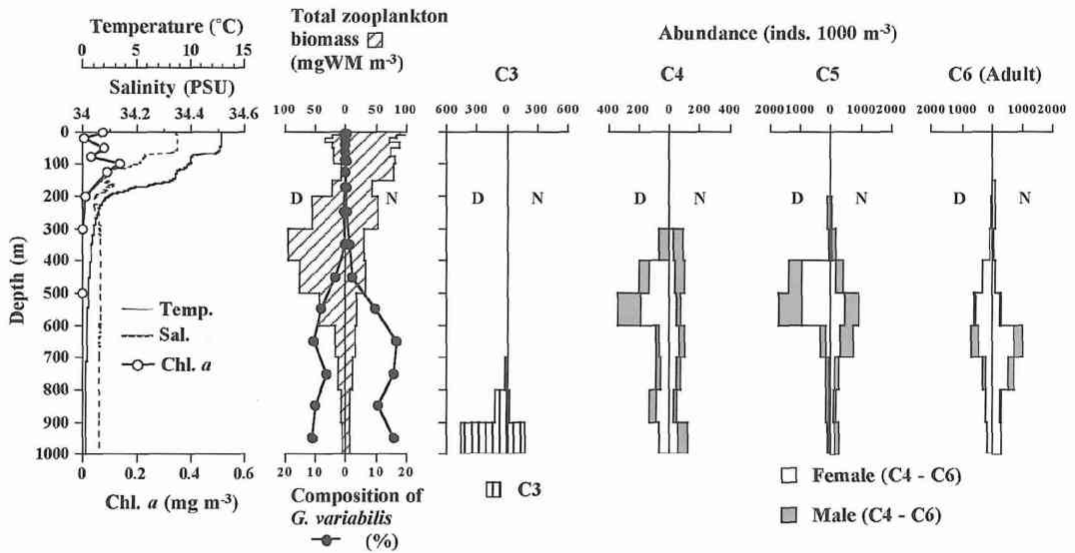 Temperature (°C)
0 5 10 15
Salinity (PSU)
34 34.2 34.4 34.6
Total zooplankton
biomass
(mgWM m⁻³)
100 50 0 50 100
Abundance (inds. 1000 m⁻³)
C3
600 400 200 0 200 400 600
C4
400 200 0 200 400
C5
2000 1000 0 1000 2000
C6 (Adult)
2000 1000 0 1000 2000
Depth (m)
0
100
200
300
400
500
600
700
800
900
1000
D N
D N
D N
D N
D N
Temp.
Sal.
Chl. a
0 0.2 0.4 0.6
Chl. a (mg m⁻³)
20 10 0 10 20
Composition of
G. variabilis
(%)
C3
Female (C4 - C6)
Male (C4 - C6)